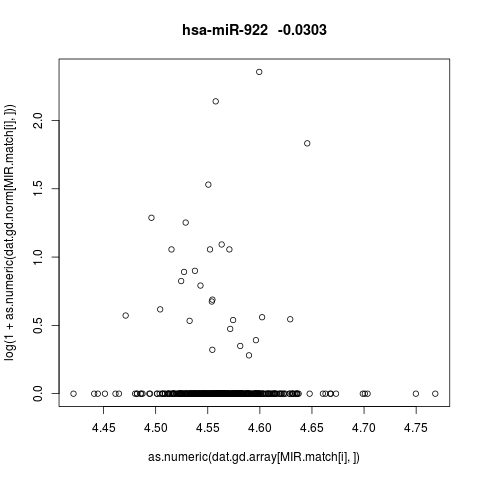 hsa-miR-922  -0.0303
log(1 + as.numeric(dat.gd.norm[MIR.match[i], ]))
2.0
1.5
1.0
0.5
0.0
4.45 4.50 4.55 4.60 4.65 4.70 4.75
as.numeric(dat.gd.array[MIR.match[i], ])